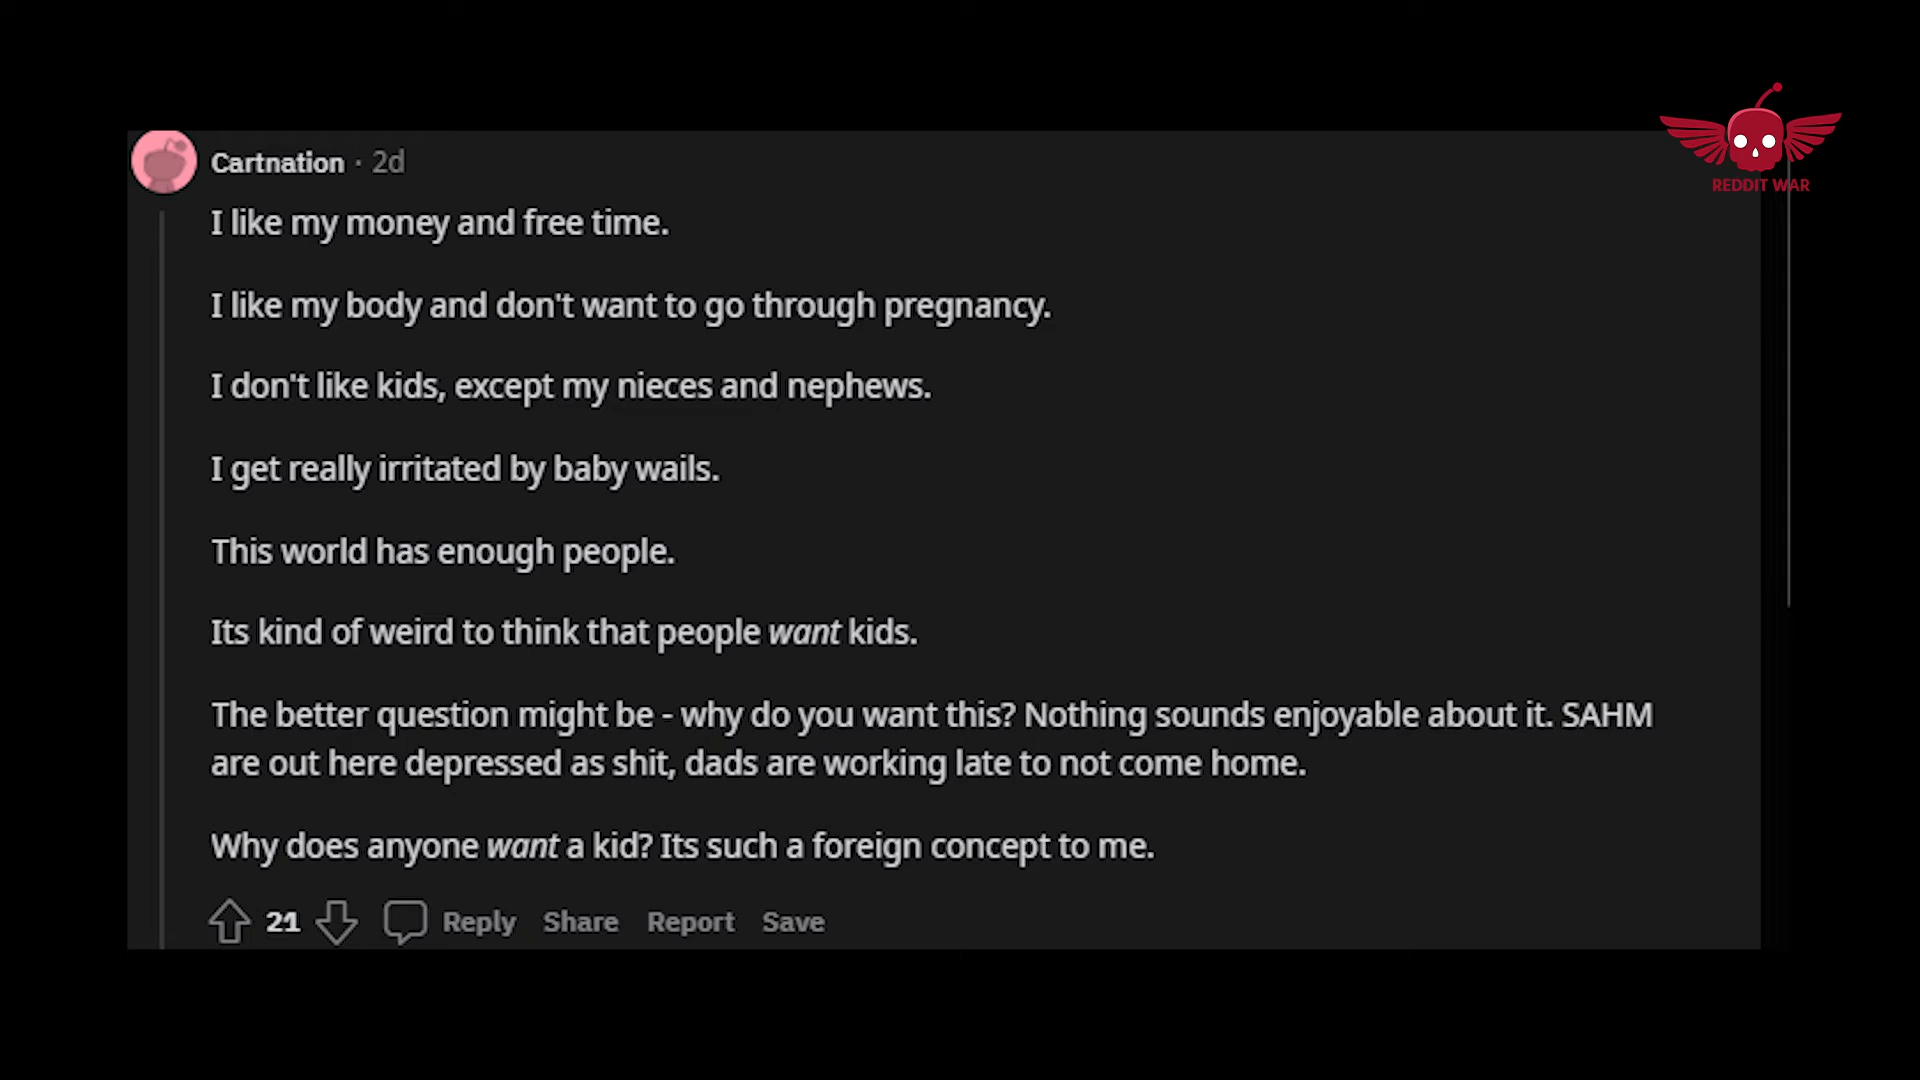 REDDIT WAR
Cartnation · 2d
I like my money and free time.
I like my body and don't want to go through pregnancy.
I don't like kids, except my nieces and nephews.
I get really irritated by baby wails.
This world has enough people.
Its kind of weird to think that people want kids.
The better question might be - why do you want this? Nothing sounds enjoyable about it. SAHM
are out here depressed as shit, dads are working late to not come home.
Why does anyone want a kid? Its such a foreign concept to me.
21 Reply Share Report Save